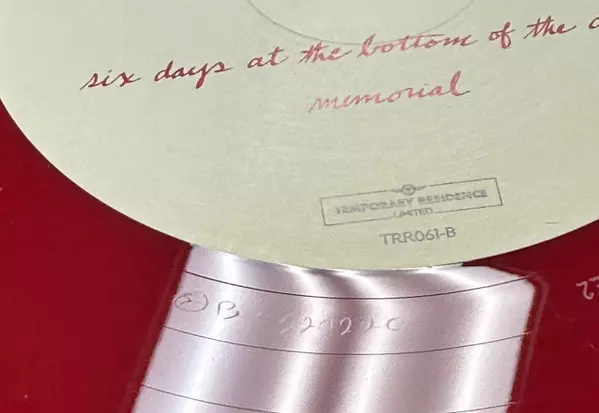 six days at the bottom of the
memorial
TEMPORARY RESIDENCE
LIMITED
TRR061-B
B